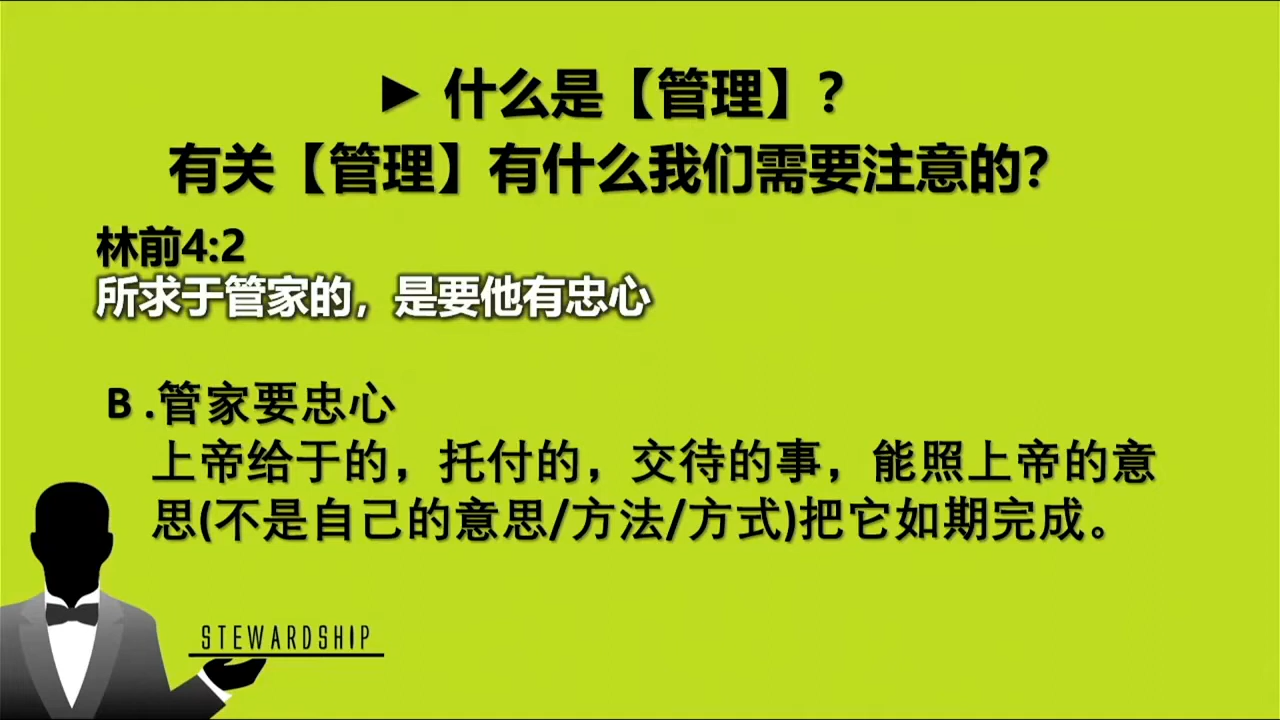 ► 什么是【管理】?
有关【管理】有什么我们需要注意的?
林前4:2
所求于管家的，是要他有忠心
B .管家要忠心
上帝给于的，托付的，交待的事，能照上帝的意
思(不是自己的意思/方法/方式)把它如期完成。
STEWARDSHIP